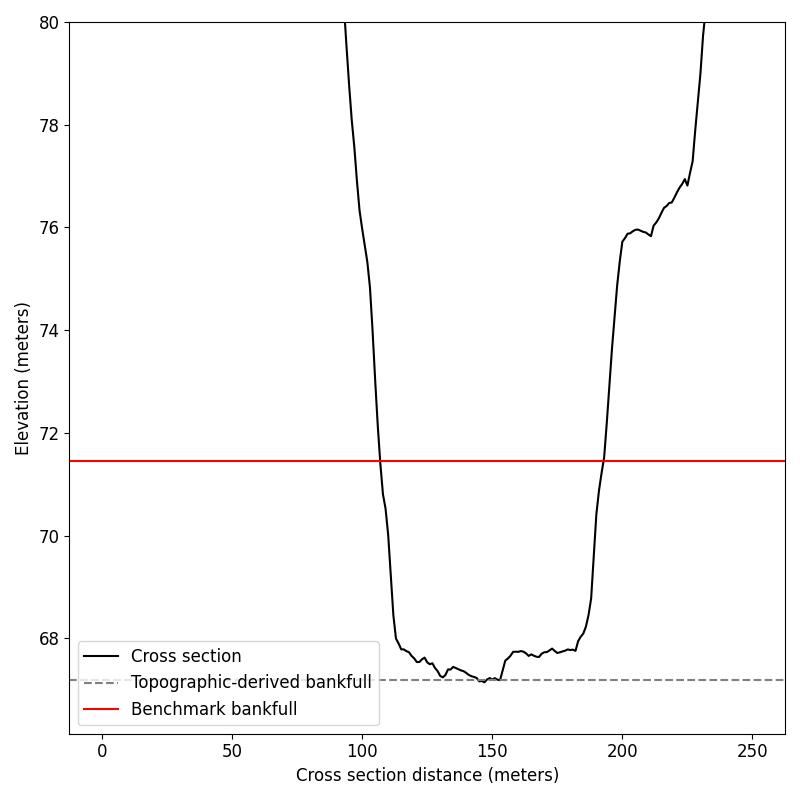 80
78
76
74
72
70
68
Elevation (meters)
Cross section
Topographic-derived bankfull
Benchmark bankfull
0 50 100 150 200 250
Cross section distance (meters)